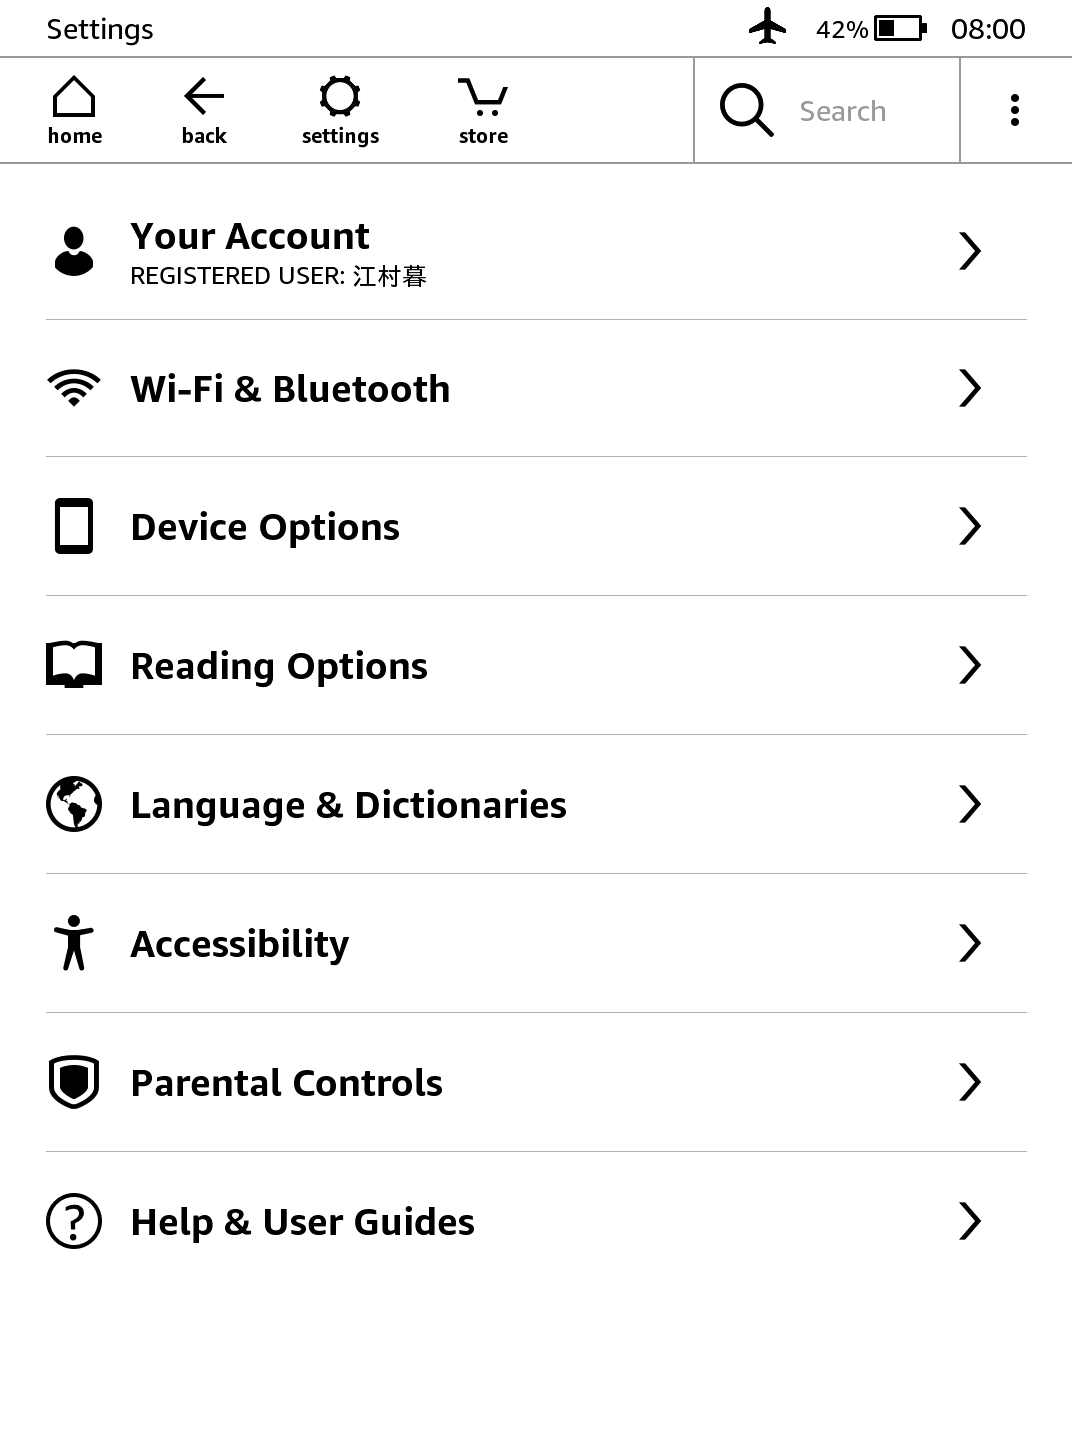 Settings 42% 08:00
home back settings store Search
Your Account
REGISTERED USER: 江村暮
Wi-Fi & Bluetooth
Device Options
Reading Options
Language & Dictionaries
Accessibility
Parental Controls
Help & User Guides